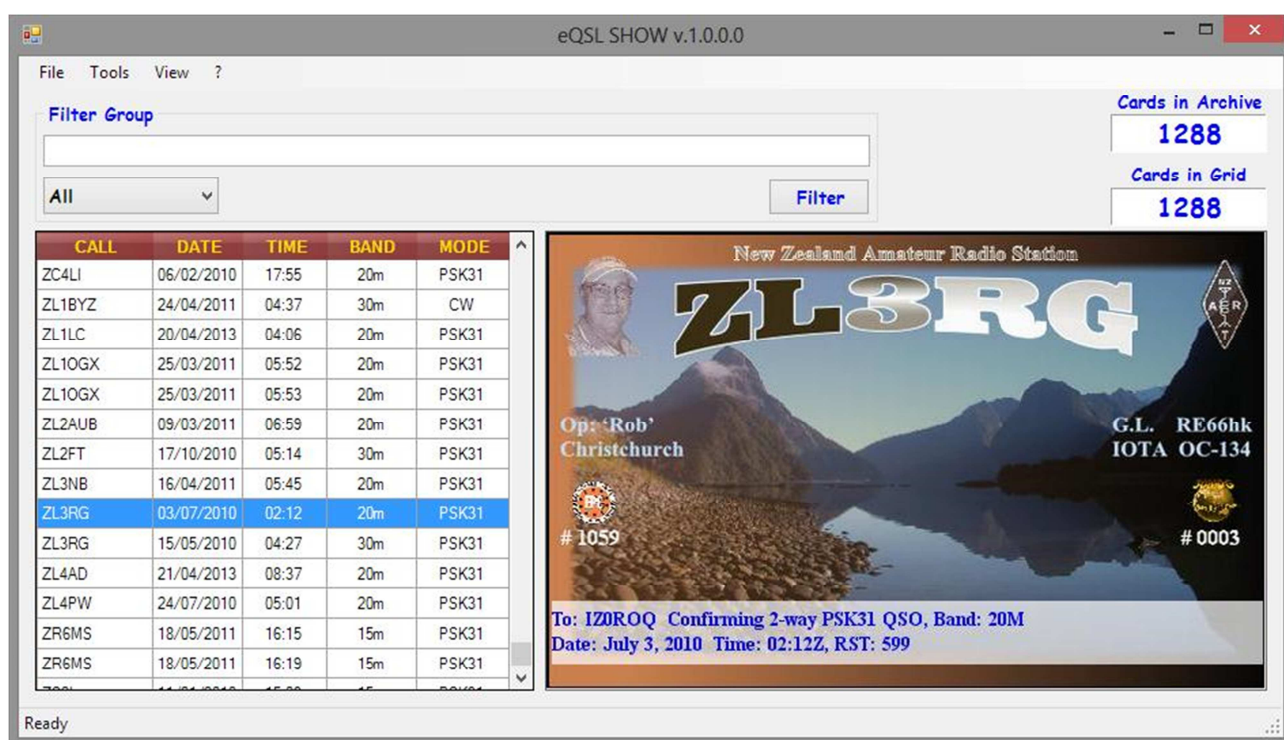 eQSL SHOW v.1.0.0.0
File Tools View ?
Filter Group
All
Filter
Cards in Archive
1288
Cards in Grid
1288
CALL DATE TIME BAND MODE
ZC4LI 06/02/2010 17:55 20m PSK31
ZL1BYZ 24/04/2011 04:37 30m CW
ZL1LC 20/04/2013 04:06 20m PSK31
ZL1OGX 25/03/2011 05:52 20m PSK31
ZL1OGX 25/03/2011 05:53 20m PSK31
ZL2AUB 09/03/2011 06:59 20m PSK31
ZL2FT 17/10/2010 05:14 30m PSK31
ZL3NB 16/04/2011 05:45 20m PSK31
ZL3RG 03/07/2010 02:12 20m PSK31
ZL3RG 15/05/2010 04:27 30m PSK31
ZL4AD 21/04/2013 08:37 20m PSK31
ZL4PW 24/07/2010 05:01 20m PSK31
ZR6MS 18/05/2011 16:15 15m PSK31
ZR6MS 18/05/2011 16:19 15m PSK31
New Zealand Amateur Radio Station
ZL3RG
NZ
A R
Op: 'Rob'
Christchurch
G.L. RE66hk
IOTA OC-134
# 1059
# 0003
To: IZ0ROQ Confirming 2-way PSK31 QSO, Band: 20M
Date: July 3, 2010 Time: 02:12Z, RST: 599
Ready